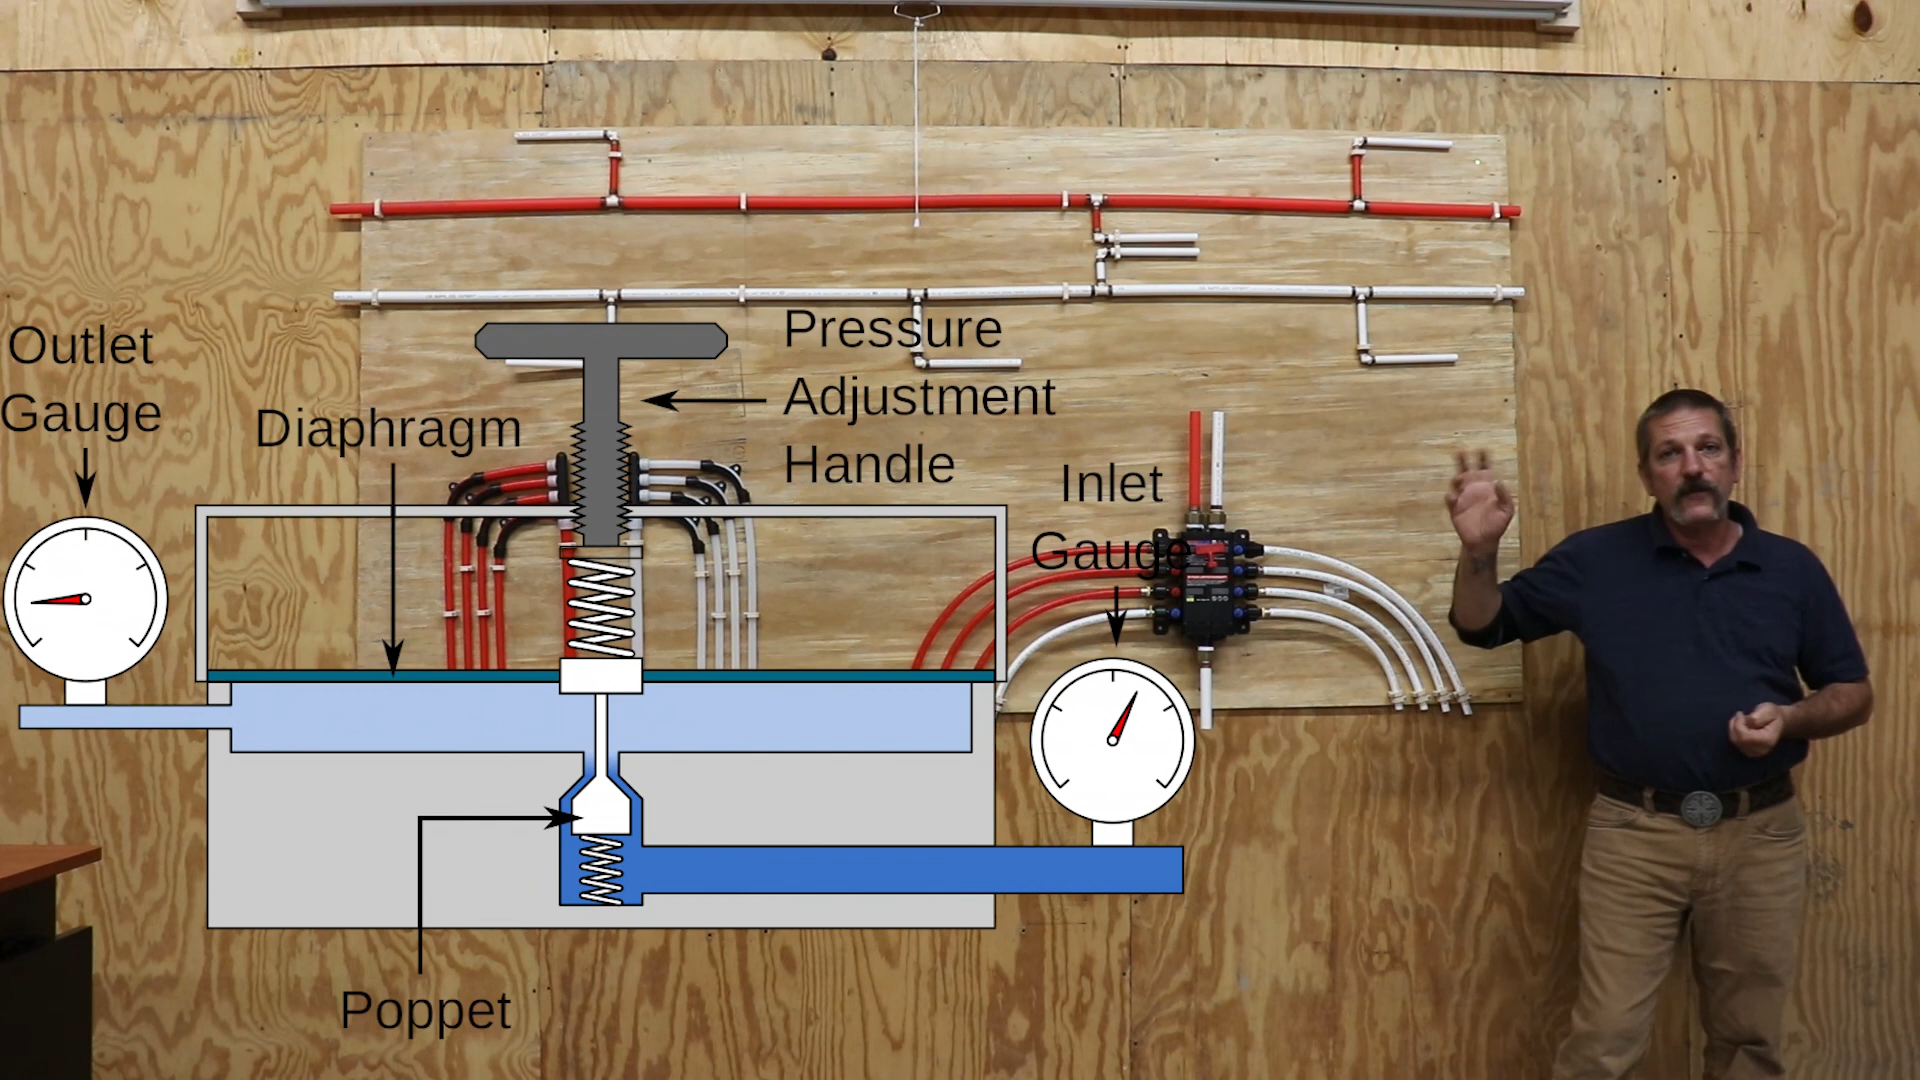 Outlet
Gauge
Diaphragm
Pressure
Adjustment
Handle
Inlet
Gauge
Poppet